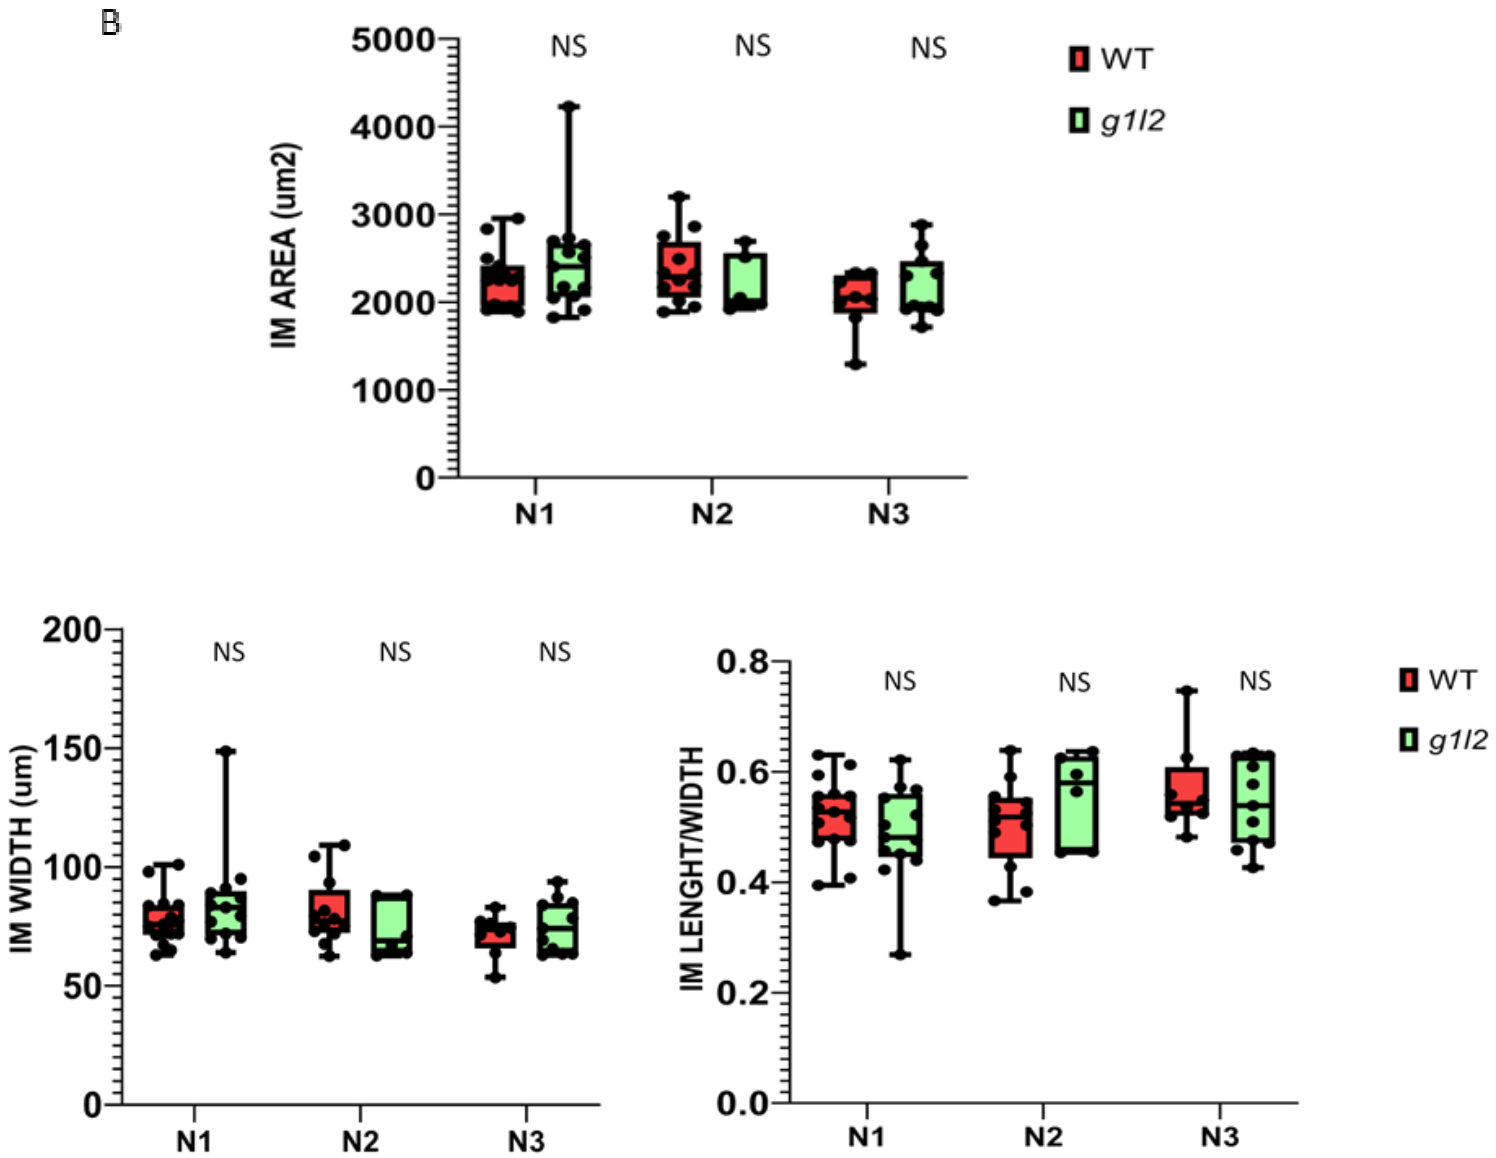 B
5000
NS NS NS
WT
4000
g1l2
IM AREA (um2)
3000
2000
1000
0
N1 N2 N3
200
NS NS NS
150
IM WIDTH (um)
100
50
0
N1 N2 N3
0.8
NS NS NS
WT
g1l2
0.6
IM LENGHT/WIDTH
0.4
0.2
0.0
N1 N2 N3